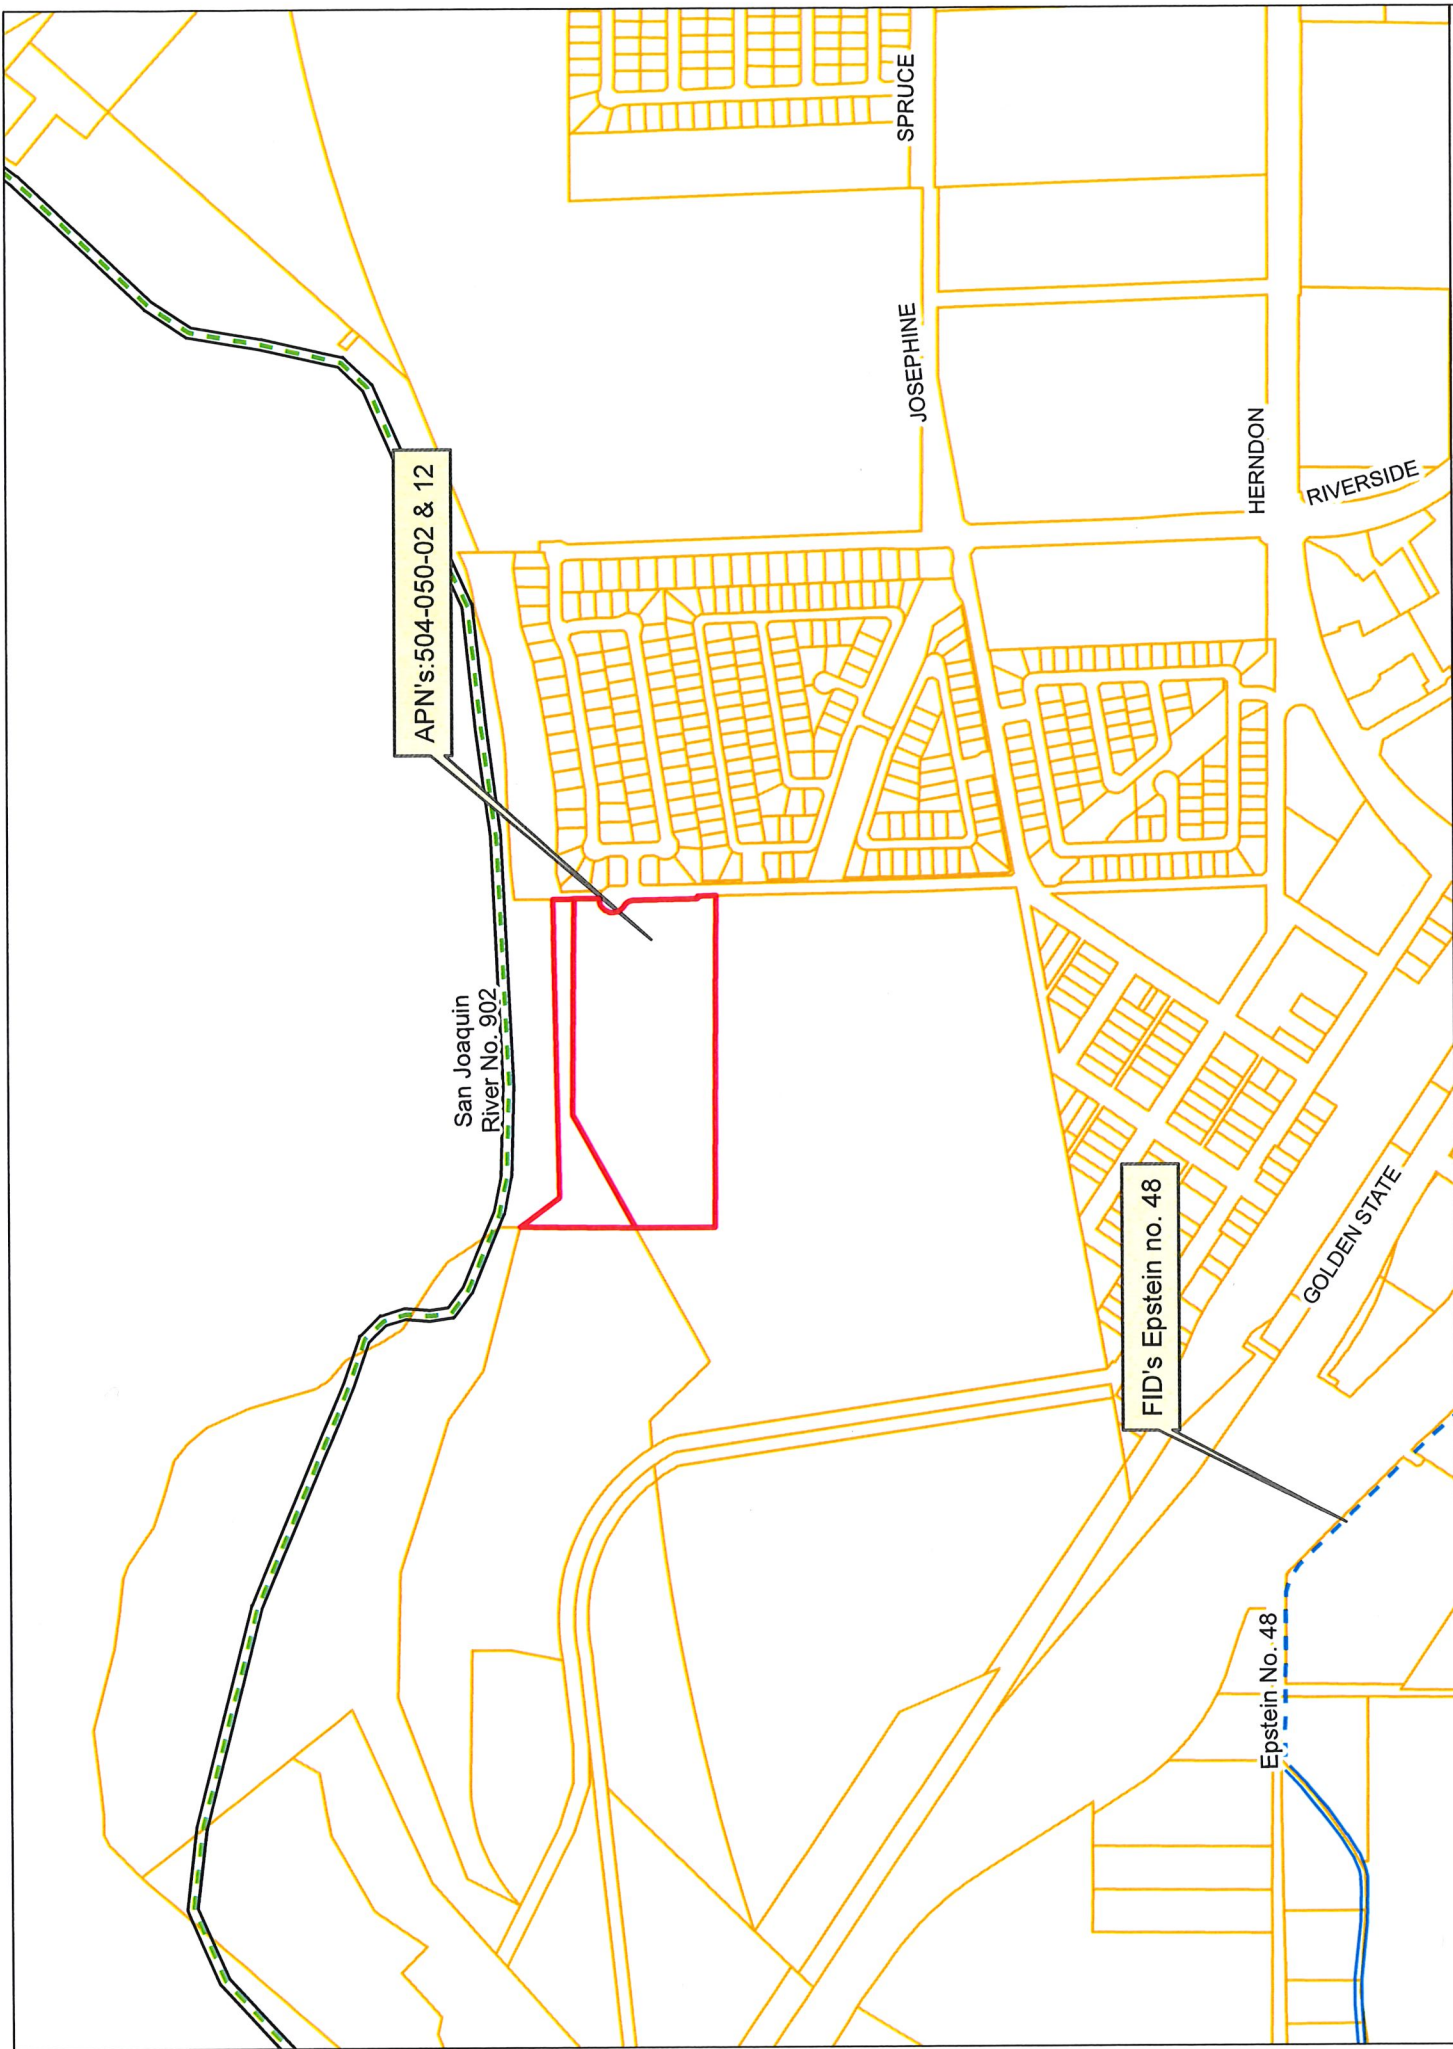 SPRUCE
JOSEPHINE
APN's:504-050-02 & 12
HERNDON
RIVERSIDE
San Joaquin
River No. 902
FID's Epstein no. 48
GOLDEN STATE
Epstein No. 48